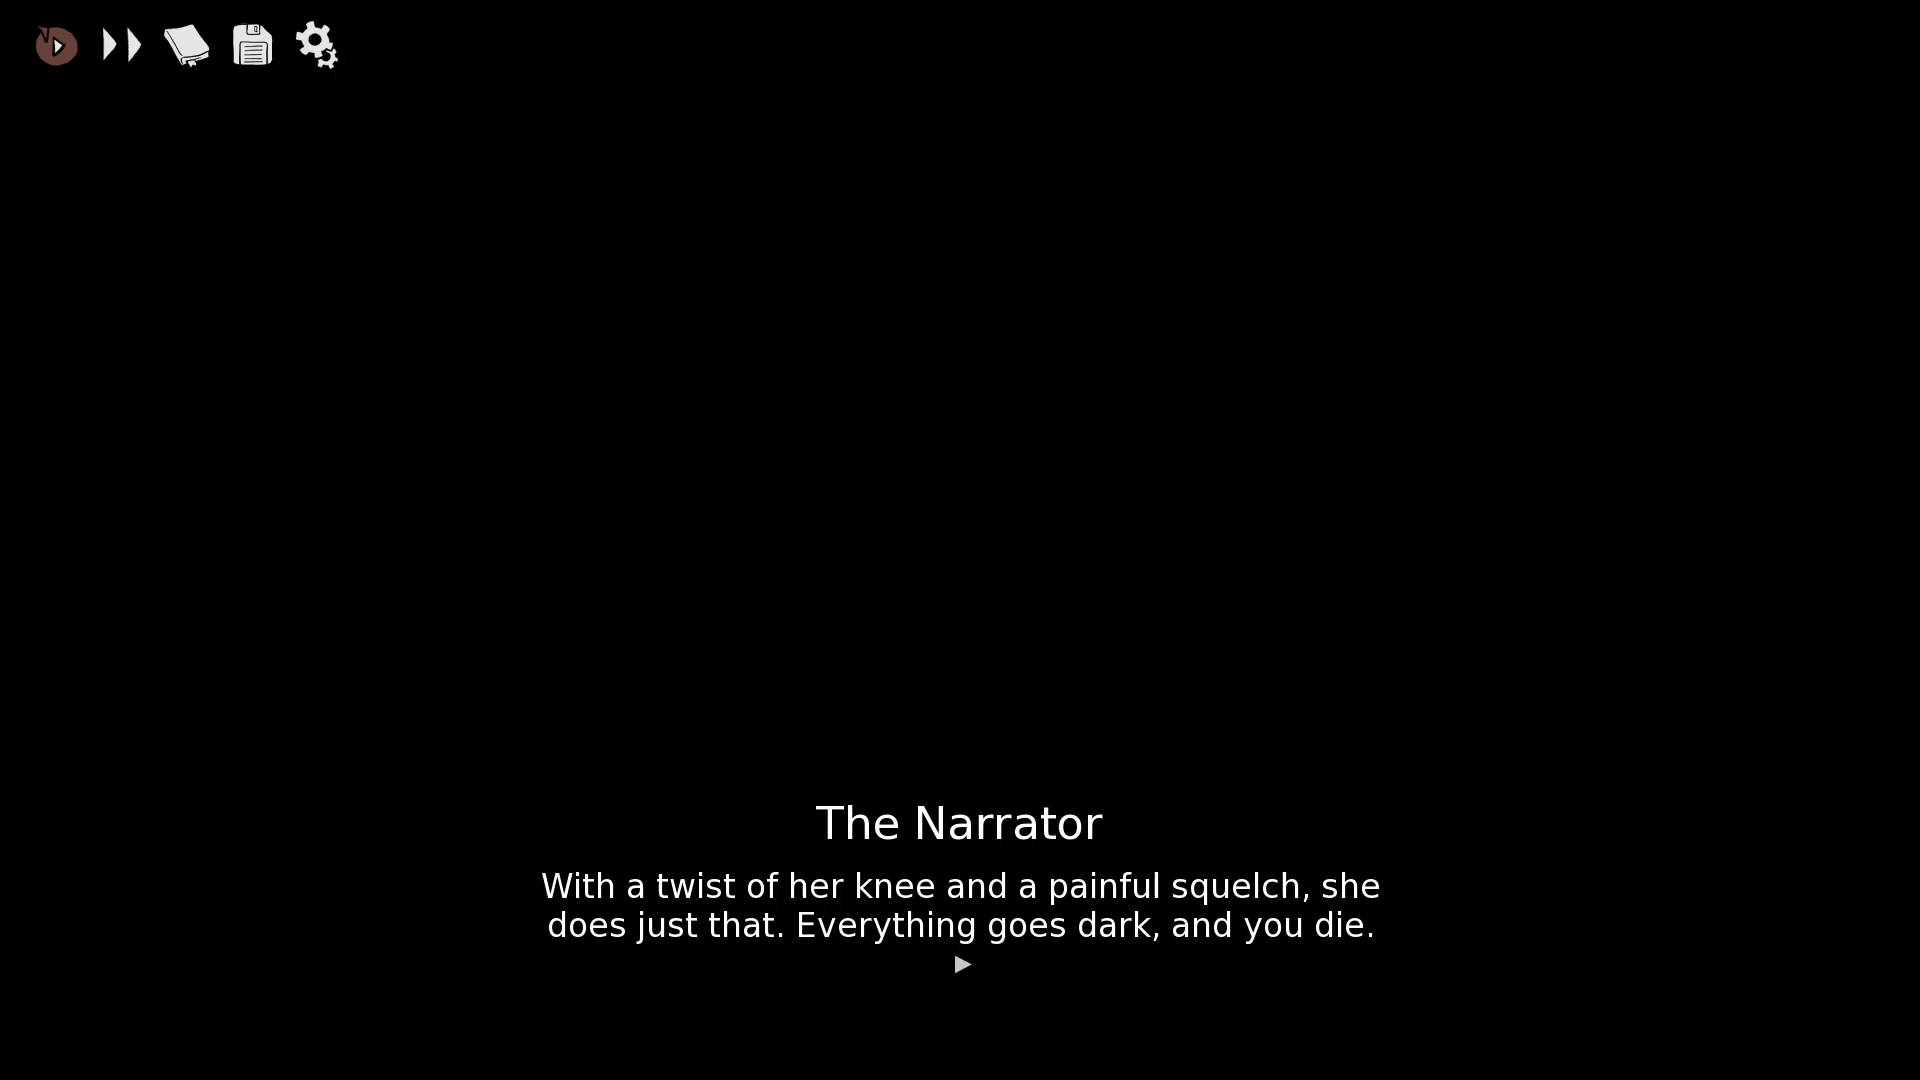 The Narrator
With a twist of her knee and a painful squelch, she
does just that. Everything goes dark, and you die.